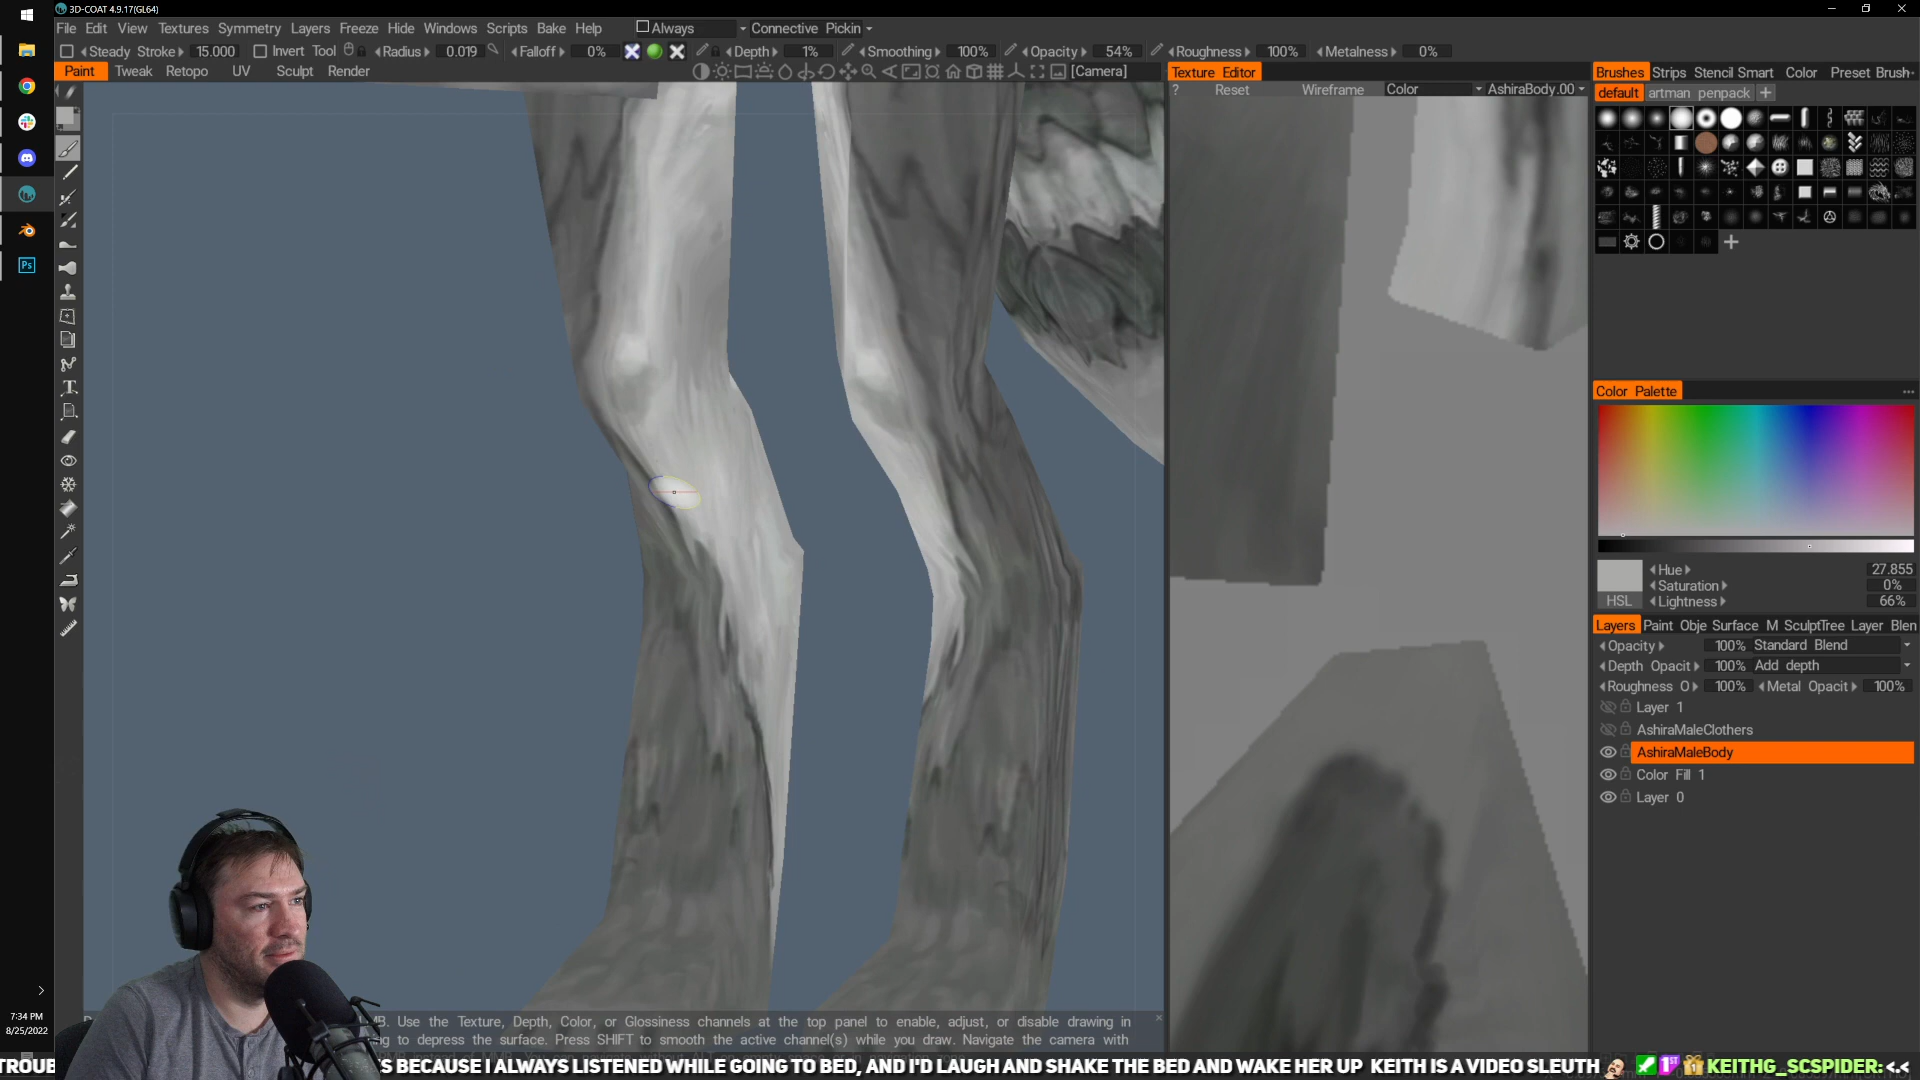 3D-COAT 4.9.17(GL64)
File Edit View Textures Symmetry Layers Freeze Hide Windows Scripts Bake Help Always Connective Pickin
Steady Stroke 15.000 Invert Tool Radius 0.019 Falloff 0% Depth 1% Smoothing 100% Opacity 54% Roughness 100% Metalness 0%
Paint Tweak Retopo UV Sculpt Render [Camera]
Texture Editor
? Reset Wireframe Color AshiraBody.00
Brushes Strips Stencil Smart Color Preset Brush
default artman penpack +
Color Palette
Hue 27.855
Saturation 0%
HSL Lightness 66%
Layers Paint Obje Surface M SculptTree Layer Blen
Opacity 100% Standard Blend
Depth Opacit 100% Add depth
Roughness O 100% Metal Opacit 100%
Layer 1
AshiraMaleClothers
AshiraMaleBody
Color Fill 1
Layer 0
Ps
7:34 PM
8/25/2022
MB. Use the Texture, Depth, Color, or Glossiness channels at the top panel to enable, adjust, or disable drawing in
to depress the surface. Press SHIFT to smooth the active channel(s) while you draw. Navigate the camera with
TROUB
S BECAUSE I ALWAYS LISTENED WHILE GOING TO BED, AND I'D LAUGH AND SHAKE THE BED AND WAKE HER UP KEITH IS A VIDEO SLEUTH 1ST KEITHG_SCSPIDER: <<